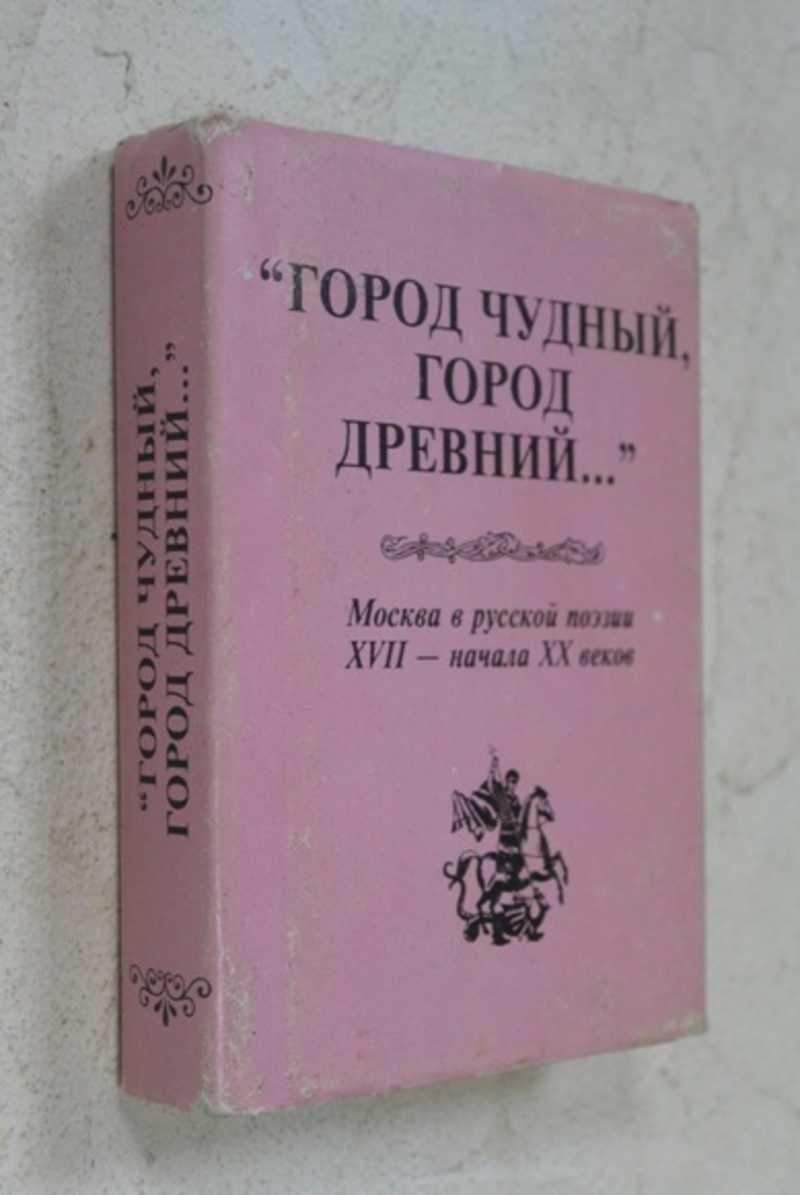 "ГОРОД ЧУДНЫЙ,
ГОРОД ДРЕВНИЙ..."
“ГОРОД ЧУДНЫЙ,
ГОРОД
ДРЕВНИЙ...”
Москва в русской поэзии
XVII — начала XX веков